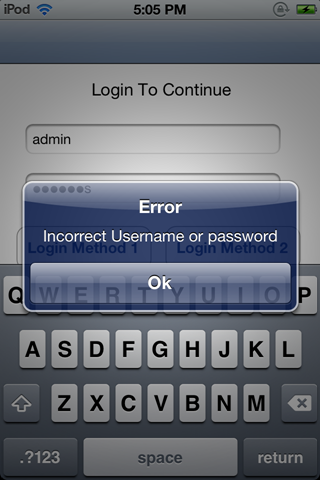 iPod 5:05 PM
Login To Continue
admin
●●●●●●s
Error
Incorrect Username or password
Login Method 1 Login Method 2
Ok
Q W E R T Y U I O P
A S D F G H J K L
Z X C V B N M
.?123 space return